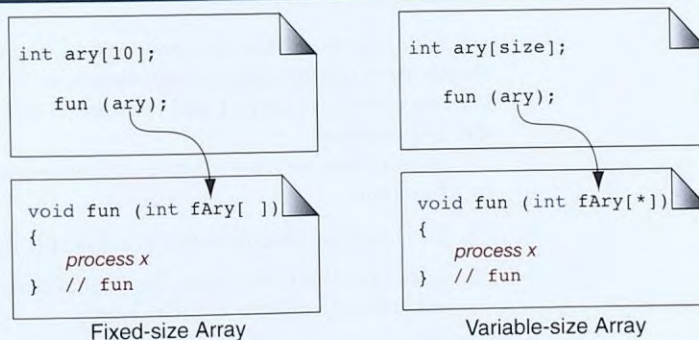 int ary[10];
fun (ary);
void fun (int fAry[ ])
{
process x
} // fun
Fixed-size Array
int ary[size];
fun (ary);
void fun (int fAry[*])
{
process x
} // fun
Variable-size Array